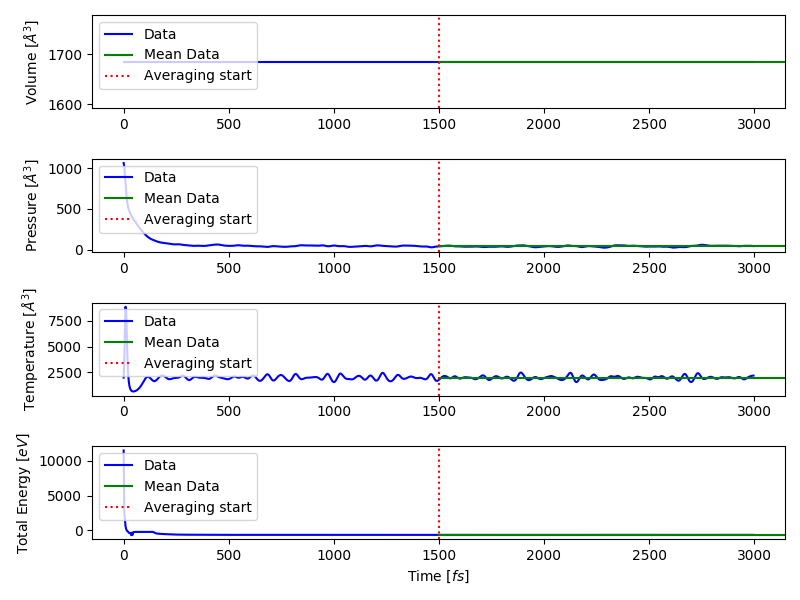 Volume [Å³]
1700
1600
Data
Mean Data
Averaging start
0 500 1000 1500 2000 2500 3000
Pressure [Å³]
1000
500
0
Data
Mean Data
Averaging start
0 500 1000 1500 2000 2500 3000
Temperature [Å³]
7500
5000
2500
Data
Mean Data
Averaging start
0 500 1000 1500 2000 2500 3000
Total Energy [eV]
10000
5000
0
Data
Mean Data
Averaging start
0 500 1000 1500 2000 2500 3000
Time [fs]